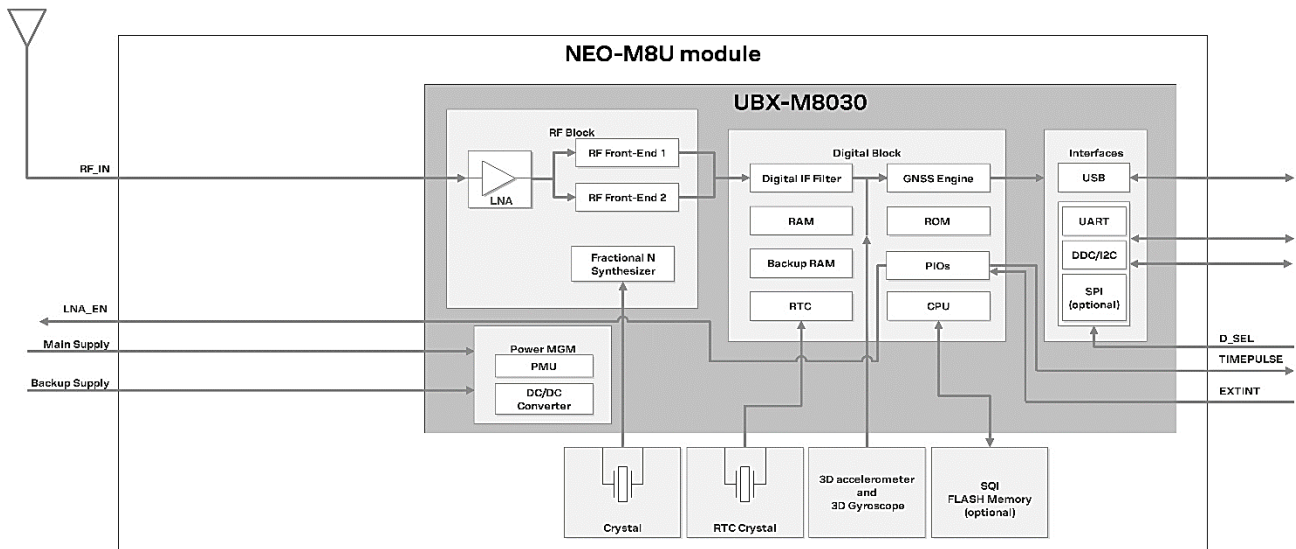 NEO-M8U module
UBX-M8030
RF Block
RF Front-End 1
RF_IN
LNA
RF Front-End 2
Fractional N
Synthesizer
Digital Block
Digital IF Filter
GNSS Engine
RAM
ROM
Backup RAM
PIOs
RTC
CPU
Interfaces
USB
UART
DDC/I2C
SPI
(optional)
LNA_EN
Main Supply
Backup Supply
Power MGM
PMU
DC/DC
Converter
D_SEL
TIMEPULSE
EXTINT
Crystal
RTC Crystal
3D accelerometer
and
3D Gyroscope
SQI
FLASH Memory
(optional)